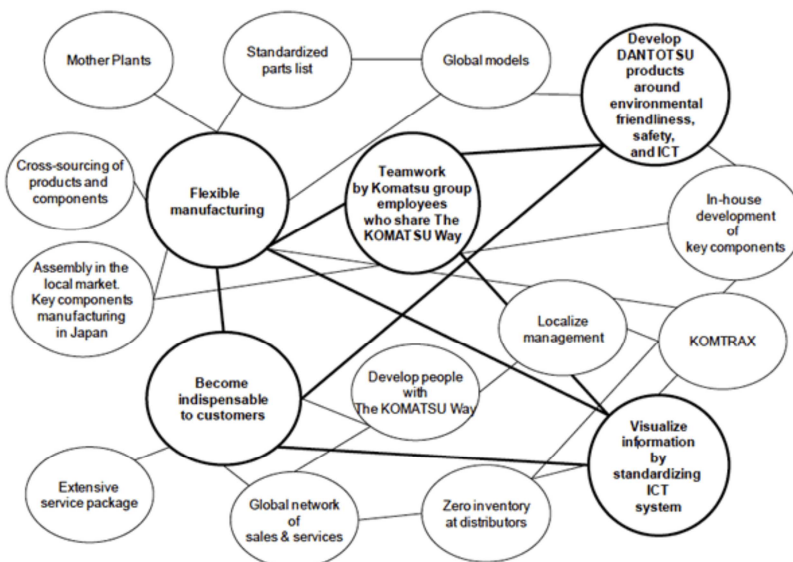 Mother Plants
Standardized
parts list
Global models
Develop
DANTOTSU
products
around
environmental
friendliness,
safety,
and ICT
Cross-sourcing of
products and
components
Flexible
manufacturing
Teamwork
by Komatsu group
employees
who share The
KOMATSU Way
In-house
development
of
key components
Assembly in the
local market.
Key components
manufacturing
in Japan
Localize
management
KOMTRAX
Become
indispensable
to customers
Develop people
with
The KOMATSU Way
Visualize
information
by
standardizing
ICT
system
Extensive
service package
Global network
of
sales & services
Zero inventory
at distributors